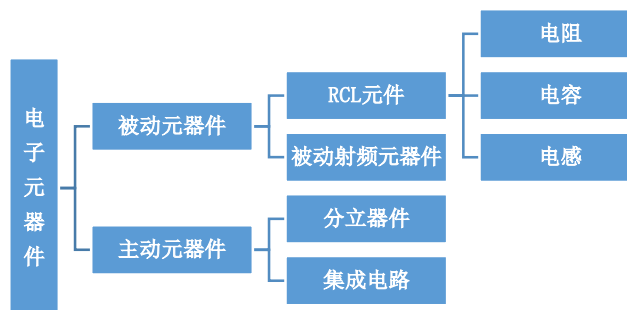 电子元器件
被动元器件
RCL元件
电阻
电容
电感
被动射频元器件
主动元器件
分立器件
集成电路